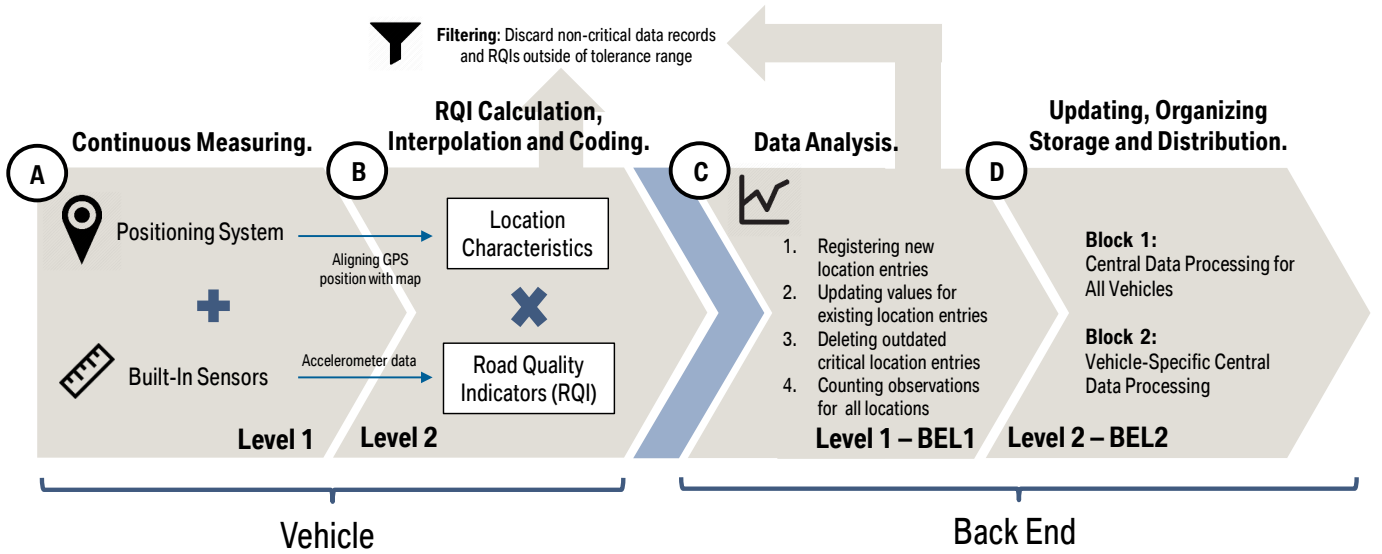 Filtering: Discard non-critical data records
and RQIs outside of tolerance range
Continuous Measuring.
RQI Calculation,
Interpolation and Coding.
Data Analysis.
Updating, Organizing
Storage and Distribution.
A
B
C
D
Positioning System
Aligning GPS
position with map
Location
Characteristics
Built-In Sensors
Accelerometer data
Road Quality
Indicators (RQI)
Level 1
Level 2
1. Registering new
location entries
2. Updating values for
existing location entries
3. Deleting outdated
critical location entries
4. Counting observations
for all locations
Level 1 – BEL1
Block 1:
Central Data Processing for
All Vehicles
Block 2:
Vehicle-Specific Central
Data Processing
Level 2 – BEL2
Vehicle
Back End